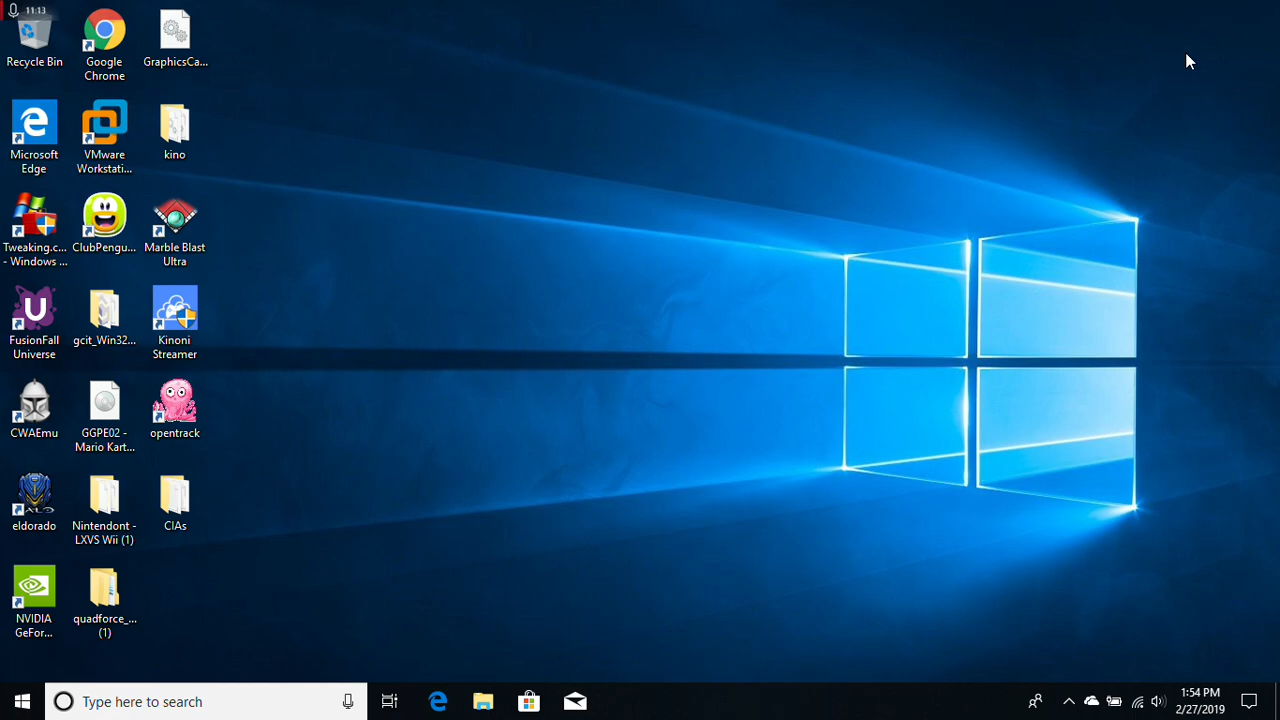 11:13
Recycle Bin
Google
Chrome
GraphicsCa...
Microsoft
Edge
VMware
Workstati...
kino
Tweaking.c...
- Windows ...
ClubPengu...
Marble Blast
Ultra
FusionFall
Universe
gcit_Win32...
Kinoni
Streamer
CWAEmu
GGPE02 -
Mario Kart...
opentrack
eldorado
Nintendont -
LXVS Wii (1)
CIAs
NVIDIA
GeFor...
quadforce_...
(1)
Type here to search
1:54 PM
2/27/2019